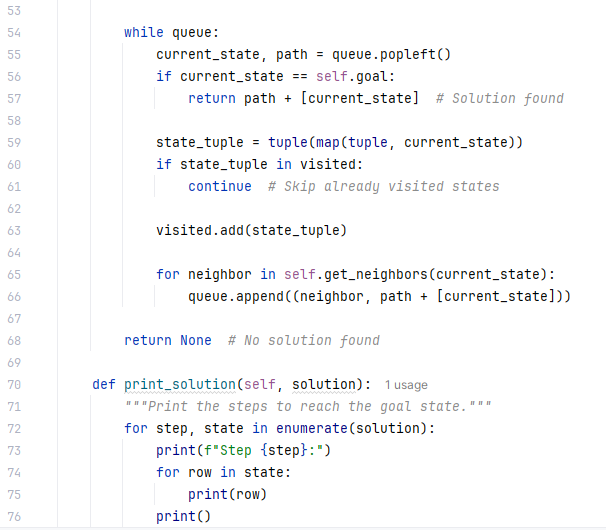 53
54 while queue:
55 current_state, path = queue.popleft()
56 if current_state == self.goal:
57 return path + [current_state]  # Solution found
58
59 state_tuple = tuple(map(tuple, current_state))
60 if state_tuple in visited:
61 continue  # Skip already visited states
62
63 visited.add(state_tuple)
64
65 for neighbor in self.get_neighbors(current_state):
66 queue.append((neighbor, path + [current_state]))
67
68 return None  # No solution found
69
70 def print_solution(self, solution): 1 usage
71 """Print the steps to reach the goal state."""
72 for step, state in enumerate(solution):
73 print(f"Step {step}:")
74 for row in state:
75 print(row)
76 print()